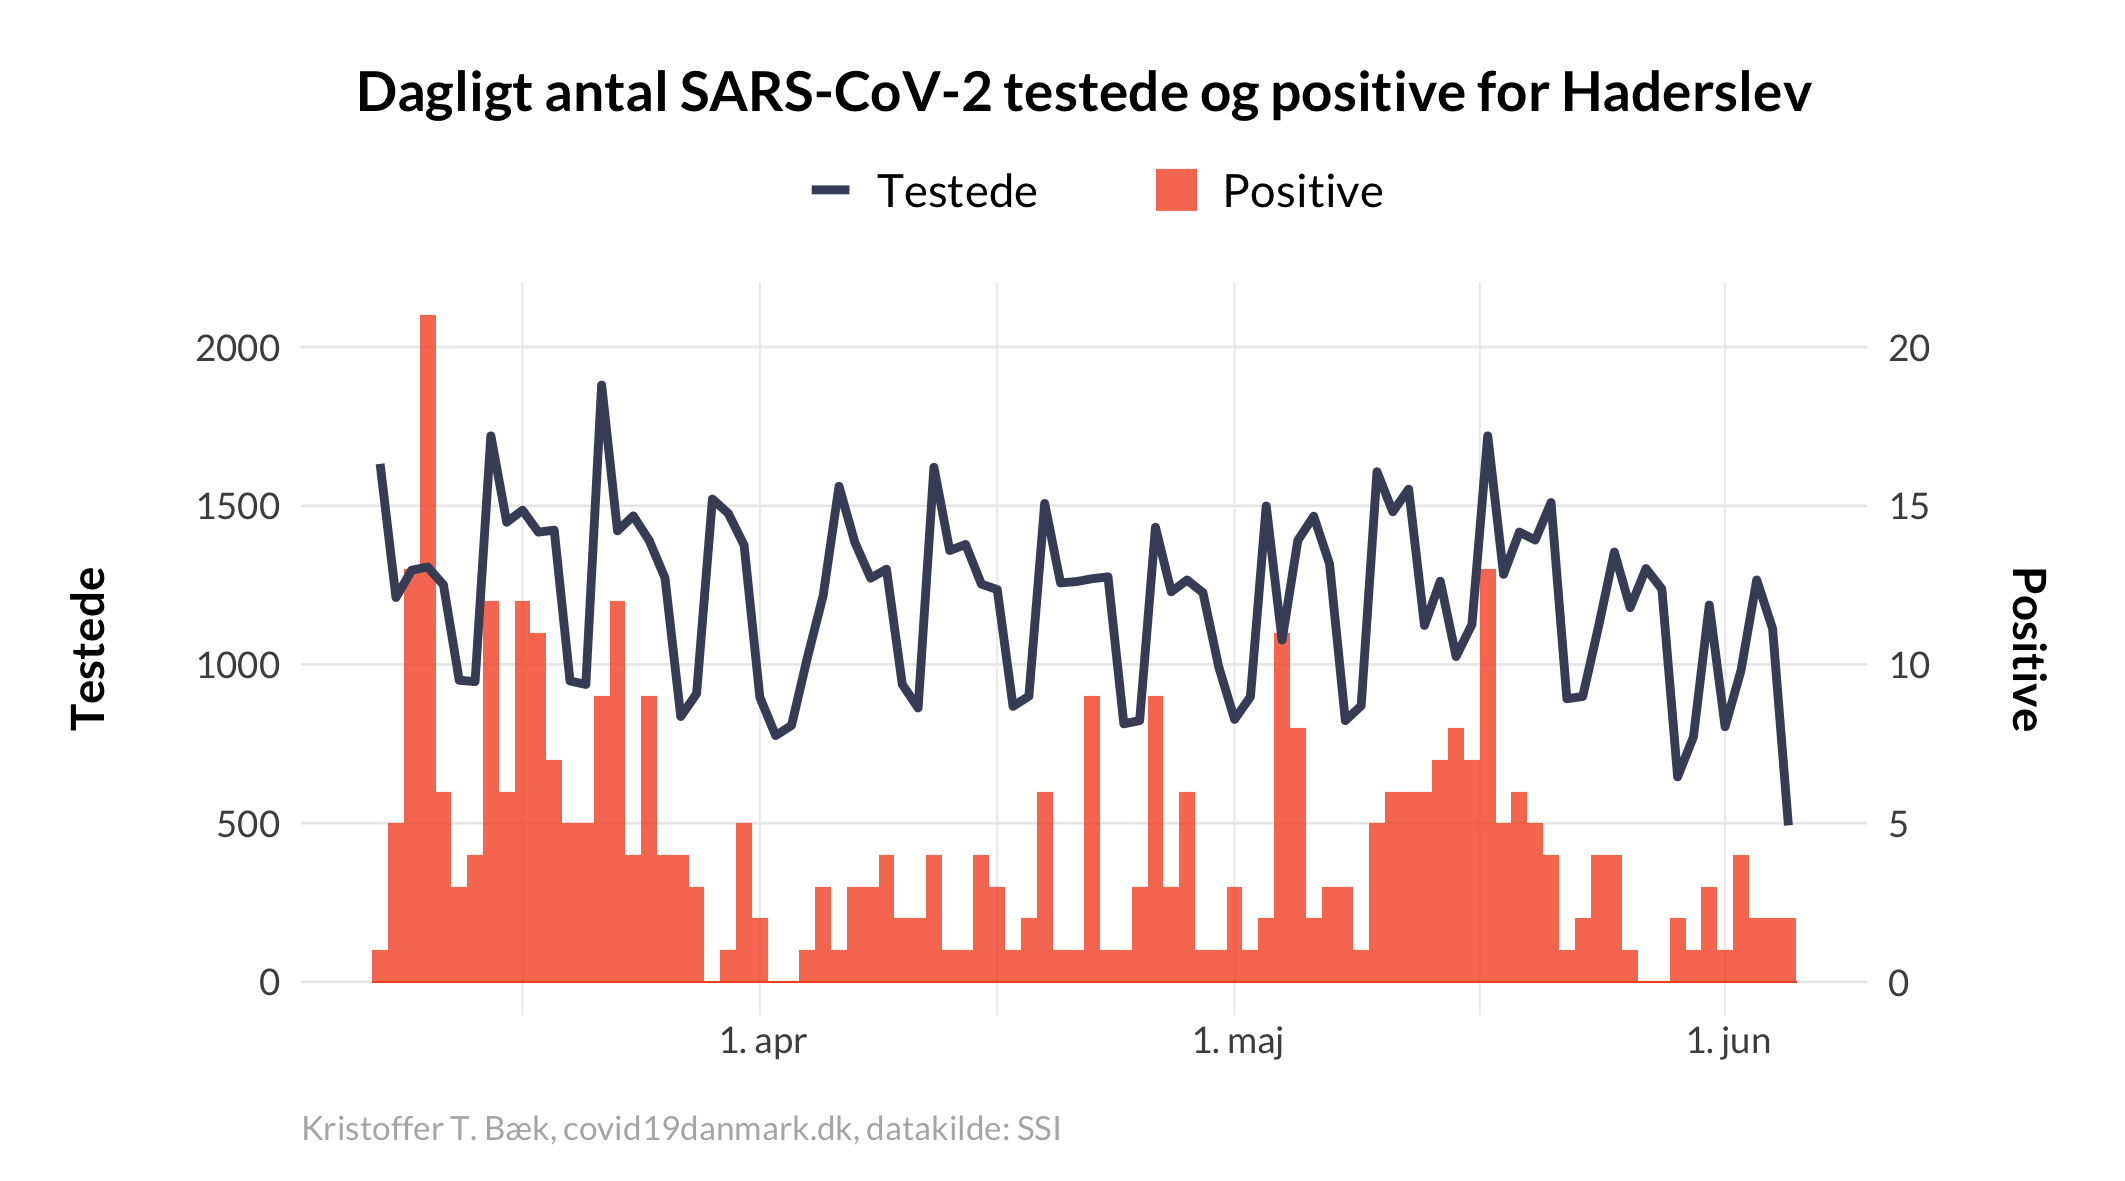 Dagligt antal SARS-CoV-2 testede og positive for Haderslev
Testede Positive
2000 20
1500 15
1000 10
500 5
0 0
Testede
Positive
1. apr 1. maj 1. jun
Kristoffer T. Bæk, covid19danmark.dk, datakilde: SSI